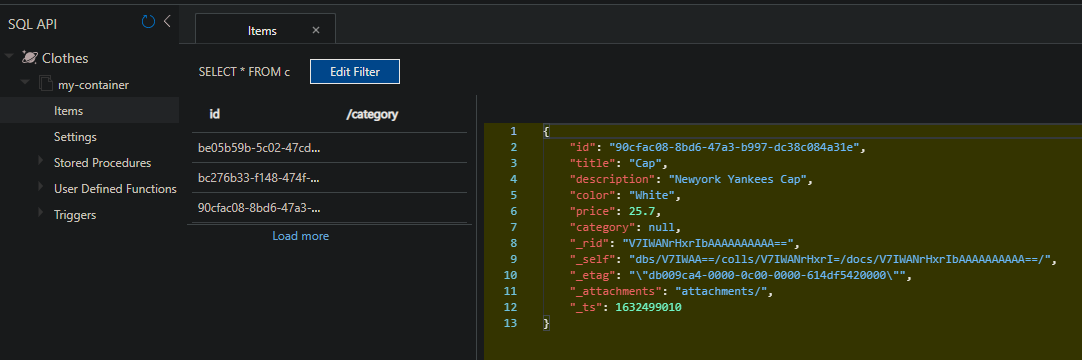 SQL API
Clothes
my-container
Items
Settings
Stored Procedures
User Defined Functions
Triggers
Items
SELECT * FROM c
Edit Filter
id /category
be05b59b-5c02-47cd...
bc276b33-f148-474f-...
90cfac08-8bd6-47a3-...
Load more
1 {
2 "id": "90cfac08-8bd6-47a3-b997-dc38c084a31e",
3 "title": "Cap",
4 "description": "Newyork Yankees Cap",
5 "color": "White",
6 "price": 25.7,
7 "category": null,
8 "_rid": "V7IWANrHxrIbAAAAAAAAAA==",
9 "_self": "dbs/V7IWAA==/colls/V7IWANrHxrI=/docs/V7IWANrHxrIbAAAAAAAAAA==/",
10 "_etag": "\"db009ca4-0000-0c00-0000-614df5420000\"",
11 "_attachments": "attachments/",
12 "_ts": 1632499010
13 }